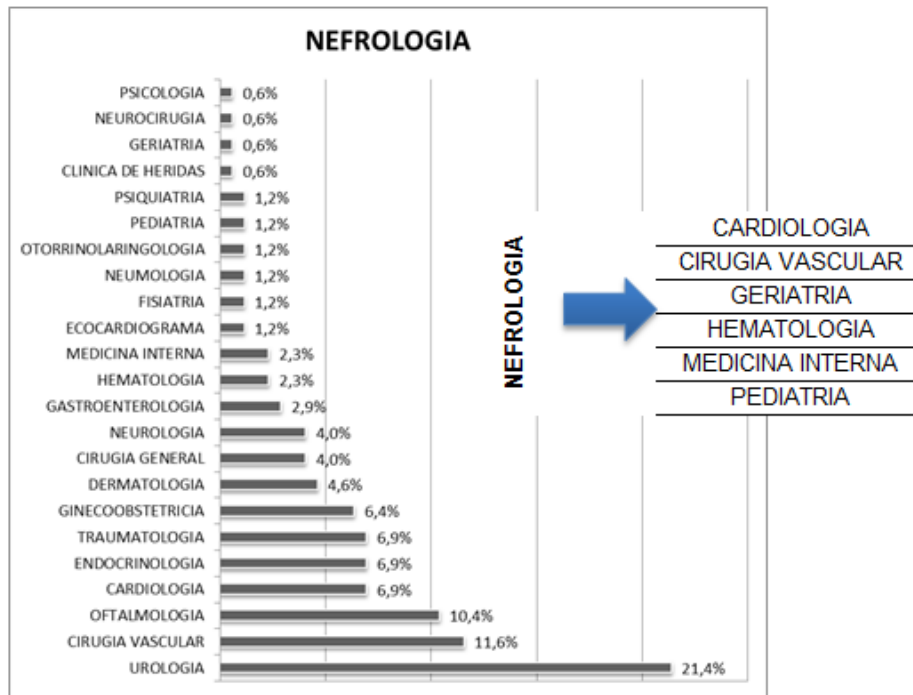 NEFROLOGIA
PSICOLOGIA 0,6%
NEUROCIRUGIA 0,6%
GERIATRIA 0,6%
CLINICA DE HERIDAS 0,6%
PSIQUIATRIA 1,2%
PEDIATRIA 1,2%
OTORRINOLARINGOLOGIA 1,2%
NEUMOLOGIA 1,2%
FISIATRIA 1,2%
ECOCARDIOGRAMA 1,2%
MEDICINA INTERNA 2,3%
HEMATOLOGIA 2,3%
GASTROENTEROLOGIA 2,9%
NEUROLOGIA 4,0%
CIRUGIA GENERAL 4,0%
DERMATOLOGIA 4,6%
GINECOOBSTETRICIA 6,4%
TRAUMATOLOGIA 6,9%
ENDOCRINOLOGIA 6,9%
CARDIOLOGIA 6,9%
OFTALMOLOGIA 10,4%
CIRUGIA VASCULAR 11,6%
UROLOGIA 21,4%
NEFROLOGIA
CARDIOLOGIA
CIRUGIA VASCULAR
GERIATRIA
HEMATOLOGIA
MEDICINA INTERNA
PEDIATRIA